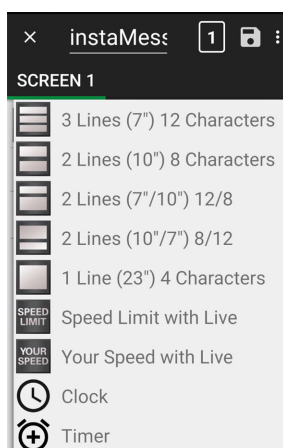 instaMess
1
SCREEN 1
3 Lines (7") 12 Characters
2 Lines (10") 8 Characters
2 Lines (7"/10") 12/8
2 Lines (10"/7") 8/12
1 Line (23") 4 Characters
SPEED LIMIT Speed Limit with Live
YOUR SPEED Your Speed with Live
Clock
Timer